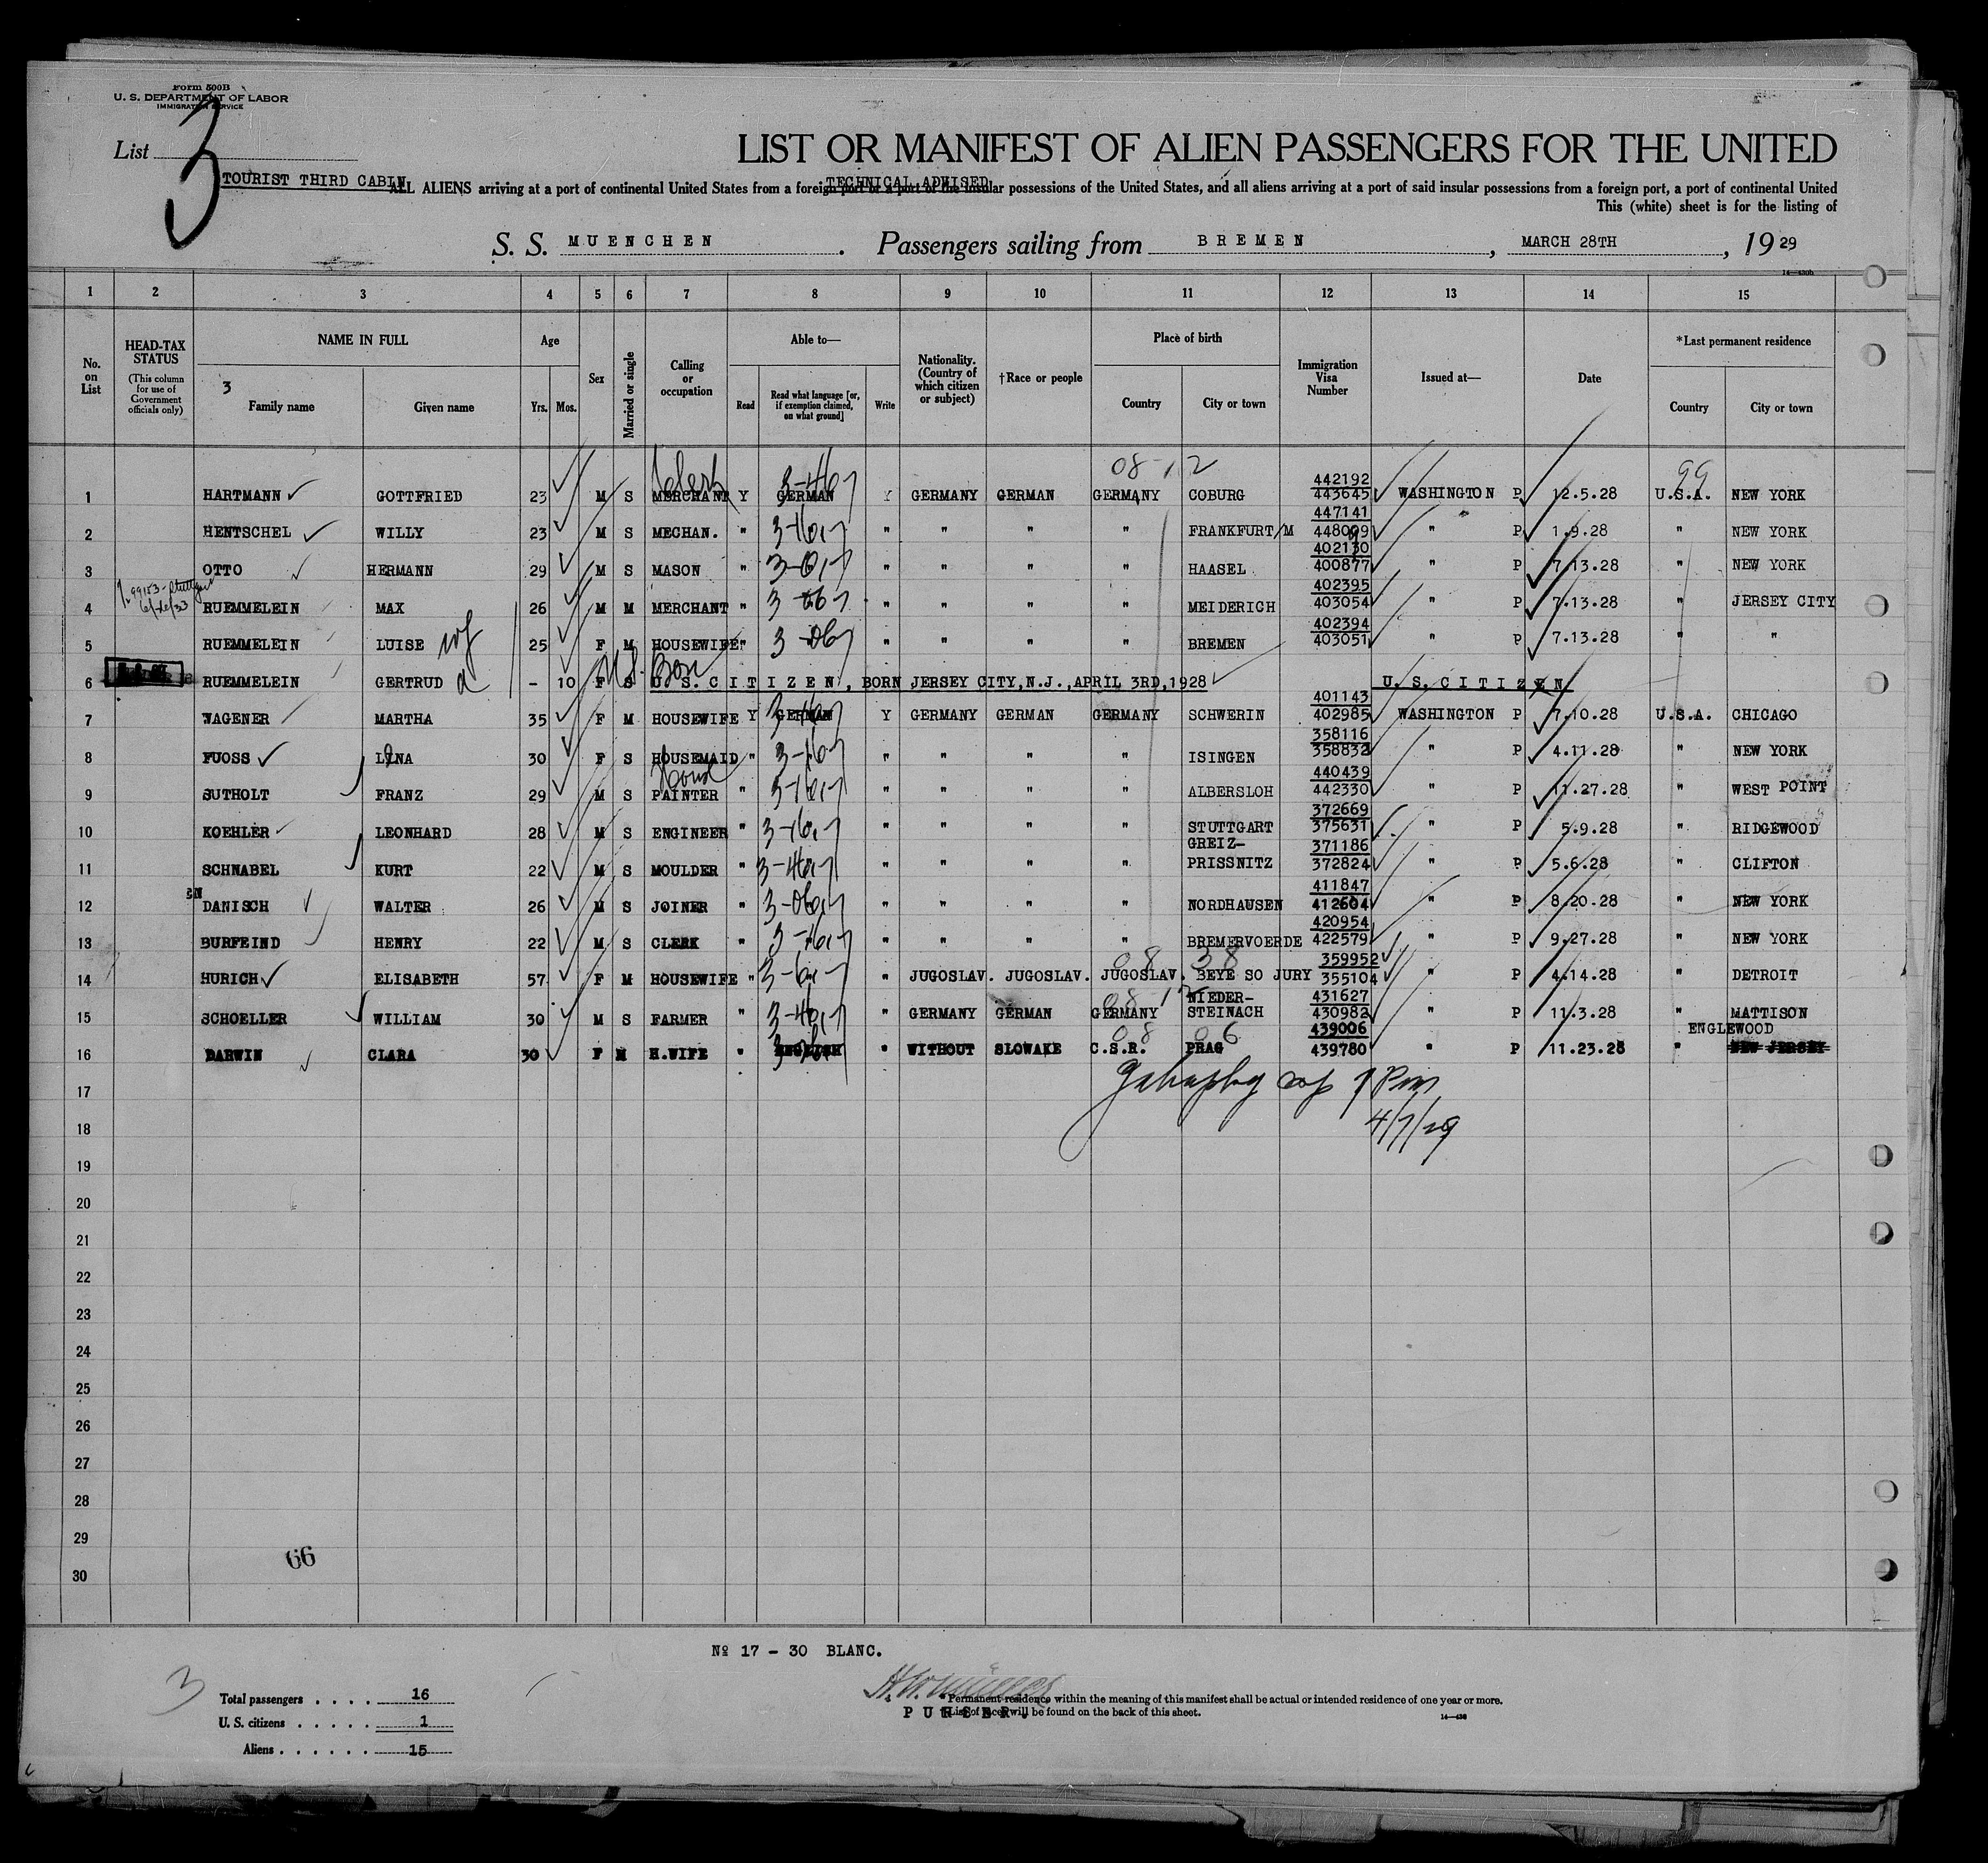 Form 500B
U. S. DEPARTMENT OF LABOR
IMMIGRATION SERVICE
List 3
LIST OR MANIFEST OF ALIEN PASSENGERS FOR THE UNITED
TOURIST THIRD CABIN
TECHNICAL ADVISED
ALL ALIENS arriving at a port of continental United States from a foreign port or a port of the insular possessions of the United States, and all aliens arriving at a port of said insular possessions from a foreign port, a port of continental United
This (white) sheet is for the listing of
S. S. MUENCHEN. Passengers sailing from BREMEN, MARCH 28TH, 1929
14—430b
1 2 3 4 5 6 7 8 9 10 11 12 13 14 15
No. on List
HEAD-TAX STATUS (This column for use of Government officials only)
NAME IN FULL
3
Family name Given name
Age Yrs. Mos.
Sex
Married or single
Calling or occupation
Able to— Read Read what language [or, if exemption claimed, on what ground] Write
Nationality. (Country of which citizen or subject)
†Race or people
Place of birth Country City or town
Immigration Visa Number
Issued at—
Date
*Last permanent residence Country City or town
08-12 99
1 HARTMANN GOTTFRIED 23 M S MERCHANT Clerk Y GERMAN Y GERMANY GERMAN GERMANY COBURG 442192 443645 WASHINGTON P 12.5.28 U.S.A. NEW YORK
2 HENTSCHEL WILLY 23 M S MECHAN. " " " " " FRANKFURT/M 447141 448099 " P 1.9.28 " NEW YORK
3 OTTO HERMANN 29 M S MASON " " " " " HAASEL 402130 400877 " P 7.13.28 " NEW YORK
4 RUEMMELEIN MAX 26 M M MERCHANT " " " " " MEIDERICH 402395 403054 " P 7.13.28 " JERSEY CITY
5 RUEMMELEIN LUISE wf 25 F M HOUSEWIFE " " " " " BREMEN 402394 403051 " P 7.13.28 " "
6 RUEMMELEIN GERTRUD d - 10 F S U.S. Born U.S.CITIZEN, BORN JERSEY CITY,N.J.,APRIL 3RD,1928 U.S.CITIZEN
7 WAGENER MARTHA 35 F M HOUSEWIFE Y GERMAN Y GERMANY GERMAN GERMANY SCHWERIN 401143 402985 WASHINGTON P 7.10.28 U.S.A. CHICAGO
8 FUOSS LINA 30 F S HOUSEMAID " " " " " ISINGEN 358116 358832 " P 4.11.28 " NEW YORK
9 SUTHOLT FRANZ 29 M S PAINTER " " " " " ALBERSLOH 440439 442330 " P 11.27.28 " WEST POINT
10 KOEHLER LEONHARD 28 M S ENGINEER " " " " " STUTTGART 372669 375631 " P 5.9.28 " RIDGEWOOD
11 SCHNABEL KURT 22 M S MOULDER " " " " " GREIZ-PRISSNITZ 371186 372824 " P 5.6.28 " CLIFTON
12 DANISCH WALTER 26 M S JOINER " " " " " NORDHAUSEN 411847 412604 " P 8.20.28 " NEW YORK
13 BURFEIND HENRY 22 M S CLERK " " " " " BREMERVOERDE 420954 422579 " P 9.27.28 " NEW YORK
08 38
14 HURICH ELISABETH 57 F M HOUSEWIFE " " JUGOSLAV. JUGOSLAV. JUGOSLAV. BEYE SO JURY 359952 355104 " P 4.14.28 " DETROIT
08 12
15 SCHOELLER WILLIAM 30 M S FARMER " " GERMANY GERMAN GERMANY NIEDER-STEINACH 431627 430982 " P 11.3.28 " MATTISON
08 06
16 DARWIN CLARA 30 F M H.WIFE " ENGLISH " WITHOUT SLOWAKE C.S.R. PRAG 439006 439780 " P 11.23.28 " ENGLEWOOD NEW JERSEY
17
4/7/29
18
19
20
21
22
23
24
25
26
27
28
29
66
30
№ 17 - 30 BLANC.
3
Total passengers . . . . 16
U. S. citizens . . . . . 1
Aliens . . . . . . 15
PURSER.
*Permanent residence within the meaning of this manifest shall be actual or intended residence of one year or more.
†List of races will be found on the back of this sheet.
14—430